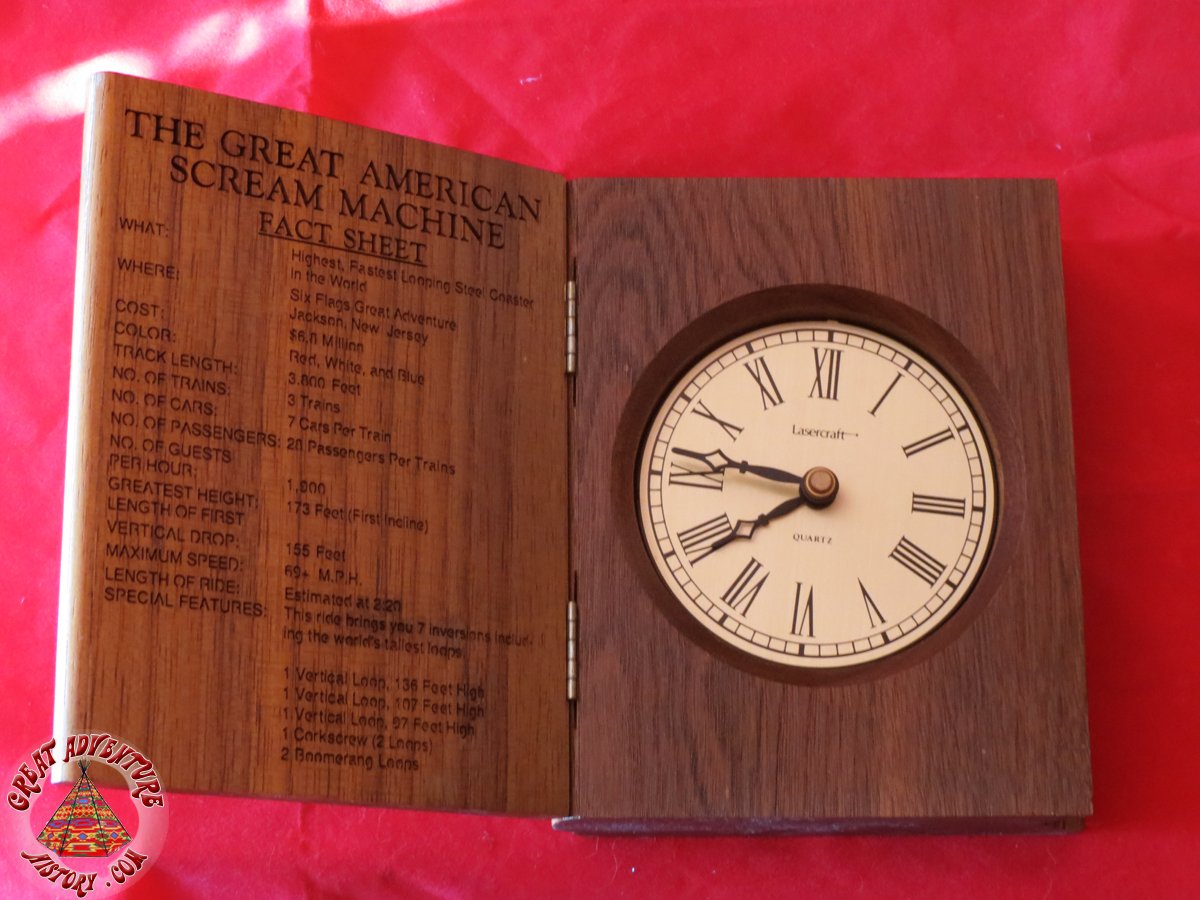 THE GREAT AMERICAN
SCREAM MACHINE
FACT SHEET
WHAT: Highest, Fastest Looping Steel Coaster
In the World
WHERE: Six Flags Great Adventure
Jackson, New Jersey
COST: $6.8 Million
COLOR: Red, White, and Blue
TRACK LENGTH: 3,800 Feet
NO. OF TRAINS: 3 Trains
NO. OF CARS: 7 Cars Per Train
NO. OF PASSENGERS: 28 Passengers Per Trains
NO. OF GUESTS
PER HOUR: 1,800
GREATEST HEIGHT: 173 Feet (First Incline)
LENGTH OF FIRST
VERTICAL DROP: 155 Feet
MAXIMUM SPEED: 69+ M.P.H.
LENGTH OF RIDE: Estimated at 2:20
SPECIAL FEATURES: This ride brings you 7 inversions includ-
ing the world's tallest loops
1 Vertical Loop, 136 Feet High
1 Vertical Loop, 107 Feet High
1 Vertical Loop, 97 Feet High
1 Corkscrew (2 Loops)
2 Boomerang Loops
XII
I
II
III
IIII
V
VI
VII
VIII
IX
X
XI
Lasercraft
QUARTZ
GREAT ADVENTURE
HISTORY.COM